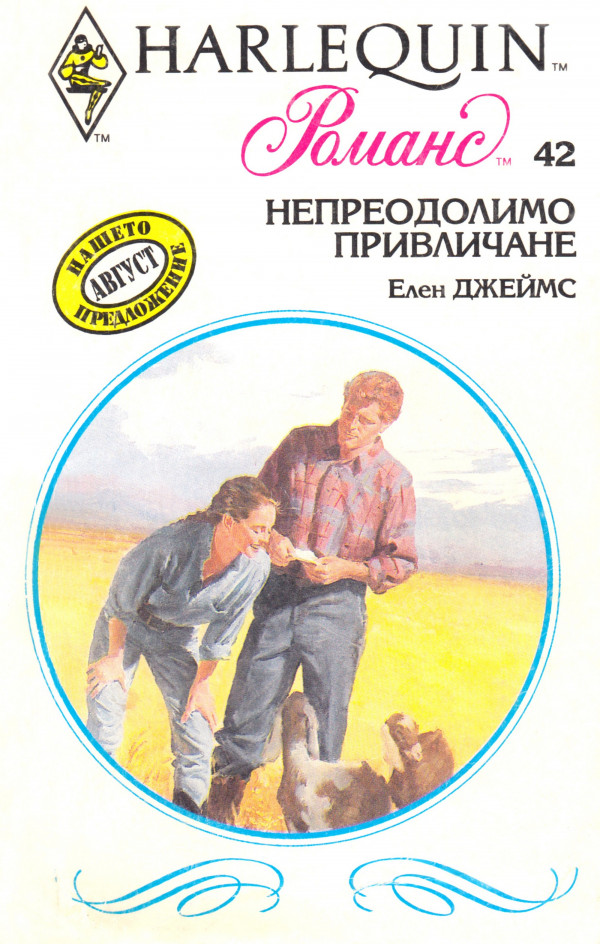 HARLEQUIN™
Романс™ 42
НЕПРЕОДОЛИМО
ПРИВЛИЧАНЕ
Елен ДЖЕЙМС
НАШЕТО
АВГУСТ
ПРЕДЛОЖЕНИЕ
™